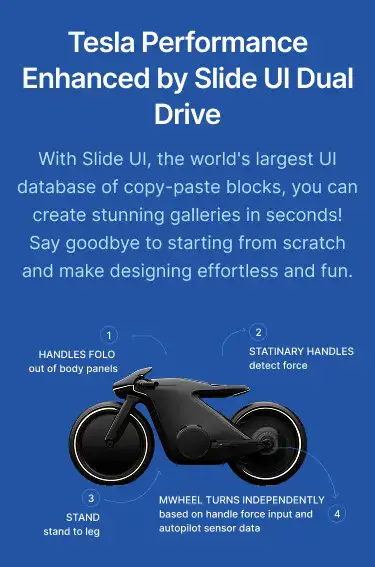 Tesla Performance
Enhanced by Slide UI Dual
Drive
With Slide UI, the world's largest UI
database of copy-paste blocks, you can
create stunning galleries in seconds!
Say goodbye to starting from scratch
and make designing effortless and fun.
1
HANDLES FOLO
out of body panels
2
STATINARY HANDLES
detect force
3
STAND
stand to leg
MWHEEL TURNS INDEPENDENTLY
based on handle force input and
autopilot sensor data
4